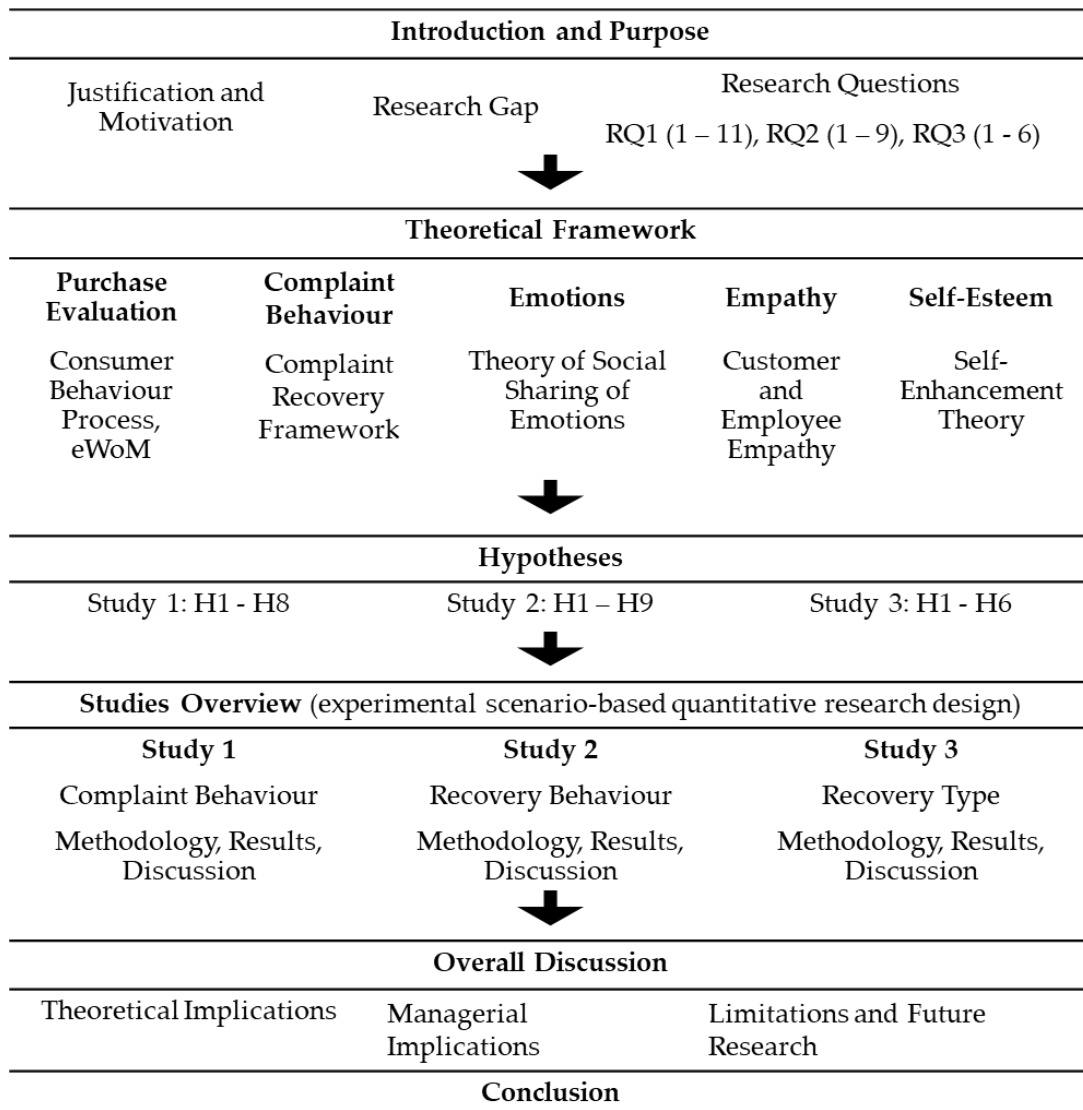 Introduction and Purpose
Justification and
Motivation
Research Gap
Research Questions
RQ1 (1 – 11), RQ2 (1 – 9), RQ3 (1 - 6)
Theoretical Framework
Purchase
Evaluation
Consumer
Behaviour
Process,
eWoM
Complaint
Behaviour
Complaint
Recovery
Framework
Emotions
Theory of Social
Sharing of
Emotions
Empathy
Customer
and
Employee
Empathy
Self-Esteem
Self-
Enhancement
Theory
Hypotheses
Study 1: H1 - H8
Study 2: H1 – H9
Study 3: H1 - H6
Studies Overview (experimental scenario-based quantitative research design)
Study 1
Complaint Behaviour
Methodology, Results,
Discussion
Study 2
Recovery Behaviour
Methodology, Results,
Discussion
Study 3
Recovery Type
Methodology, Results,
Discussion
Overall Discussion
Theoretical Implications
Managerial
Implications
Limitations and Future
Research
Conclusion